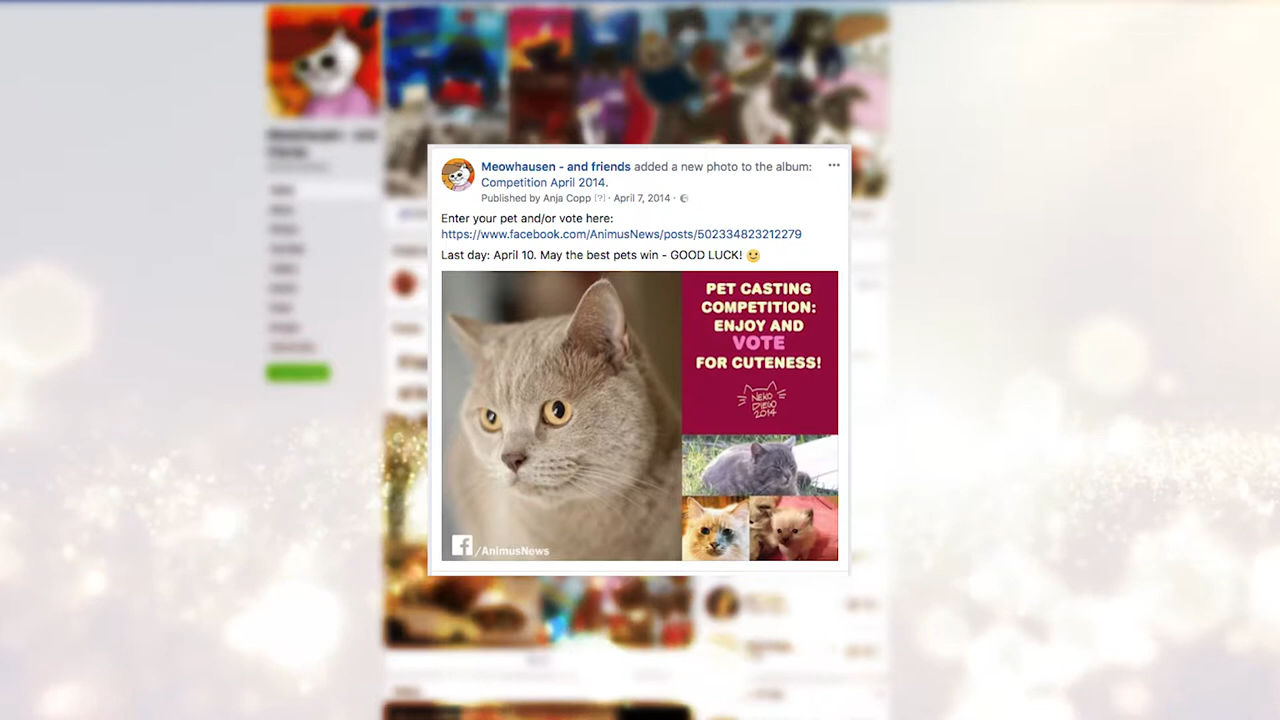 Meowhausen - and friends added a new photo to the album:
Competition April 2014.
Published by Anja Copp [?] · April 7, 2014 ·
Enter your pet and/or vote here:
https://www.facebook.com/AnimusNews/posts/502334823212279
Last day: April 10. May the best pets win - GOOD LUCK!
PET CASTING
COMPETITION:
ENJOY AND
VOTE
FOR CUTENESS!
NEKO
DIEGO
2014
f /AnimusNews